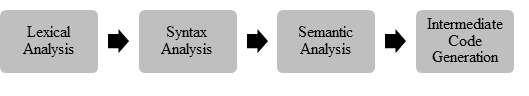 Lexical
Analysis
Syntax
Analysis
Semantic
Analysis
Intermediate
Code
Generation